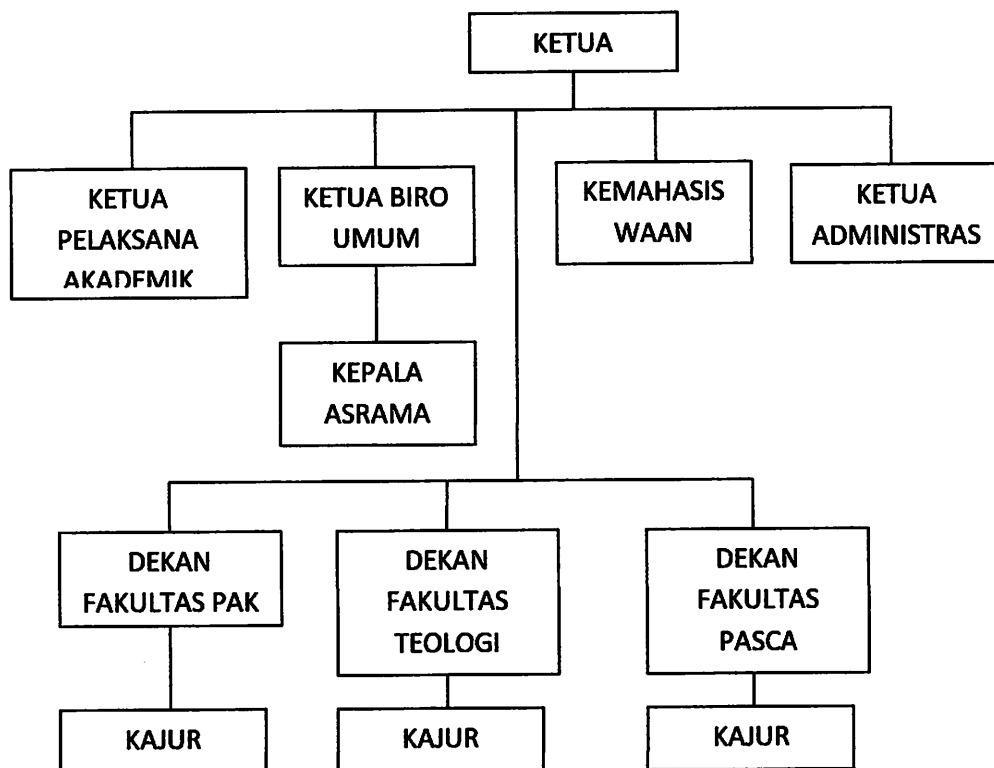 KETUA
KETUA
PELAKSANA
AKADEMIK
KETUA BIRO
UMUM
KEMAHASIS
WAAN
KETUA
ADMINISTRAS
KEPALA
ASRAMA
DEKAN
FAKULTAS PAK
DEKAN
FAKULTAS
TEOLOGI
DEKAN
FAKULTAS
PASCA
KAJUR
KAJUR
KAJUR